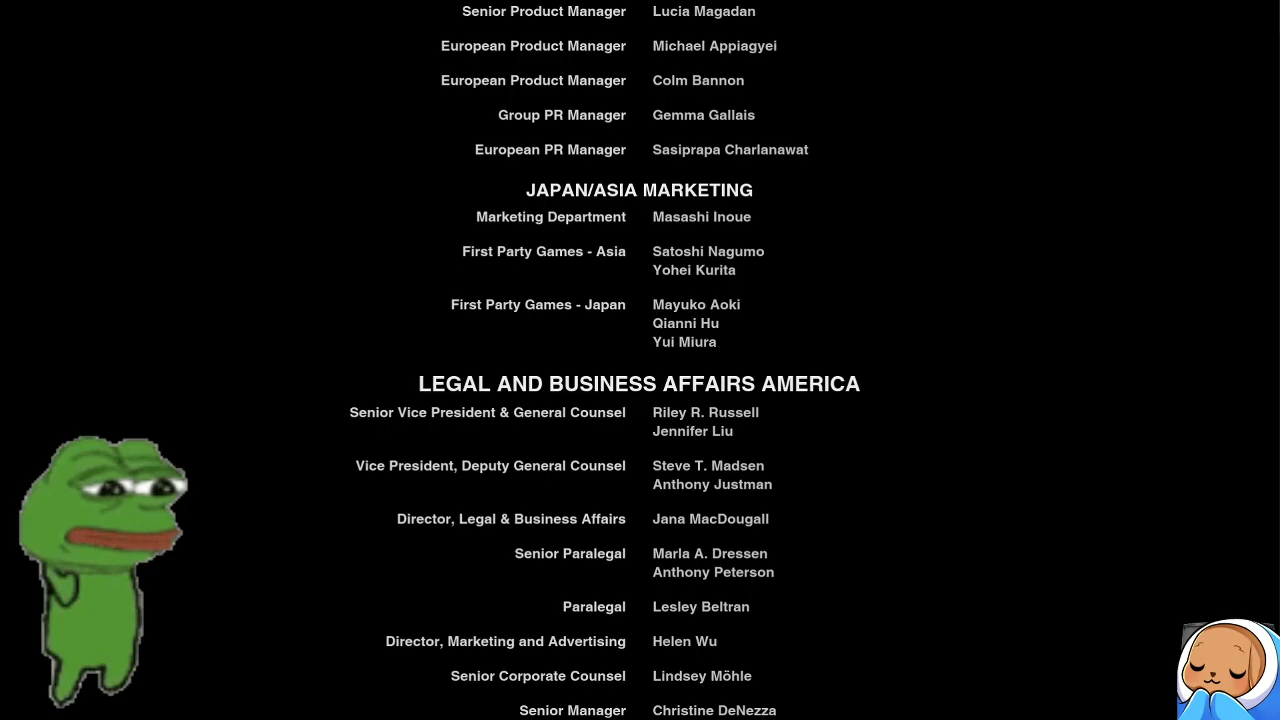 Senior Product Manager Lucia Magadan
European Product Manager Michael Appiagyei
European Product Manager Colm Bannon
Group PR Manager Gemma Gallais
European PR Manager Sasiprapa Charlanawat
JAPAN/ASIA MARKETING
Marketing Department Masashi Inoue
First Party Games - Asia Satoshi Nagumo
Yohei Kurita
First Party Games - Japan Mayuko Aoki
Qianni Hu
Yui Miura
LEGAL AND BUSINESS AFFAIRS AMERICA
Senior Vice President & General Counsel Riley R. Russell
Jennifer Liu
Vice President, Deputy General Counsel Steve T. Madsen
Anthony Justman
Director, Legal & Business Affairs Jana MacDougall
Senior Paralegal Marla A. Dressen
Anthony Peterson
Paralegal Lesley Beltran
Director, Marketing and Advertising Helen Wu
Senior Corporate Counsel Lindsey Möhle
Senior Manager Christine DeNezza